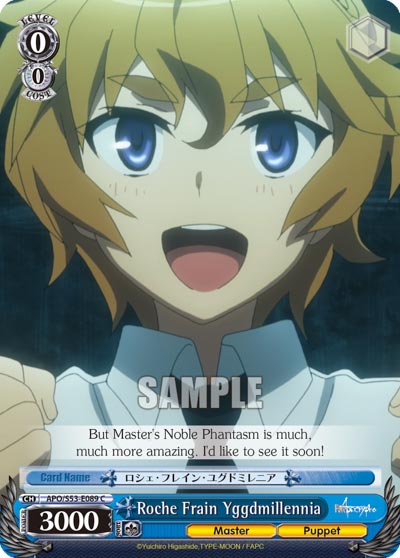 LEVEL
0
0
COST
SAMPLE
But Master's Noble Phantasm is much,
much more amazing. I'd like to see it soon!
Card Name
ロシェ・フレイン・ユグドミレニア
CH
APO/S53-E089 C
POWER
3000
Roche Frain Yggdmillennia
Master
Puppet
©Yuichiro Higashide,TYPE-MOON / FAPC